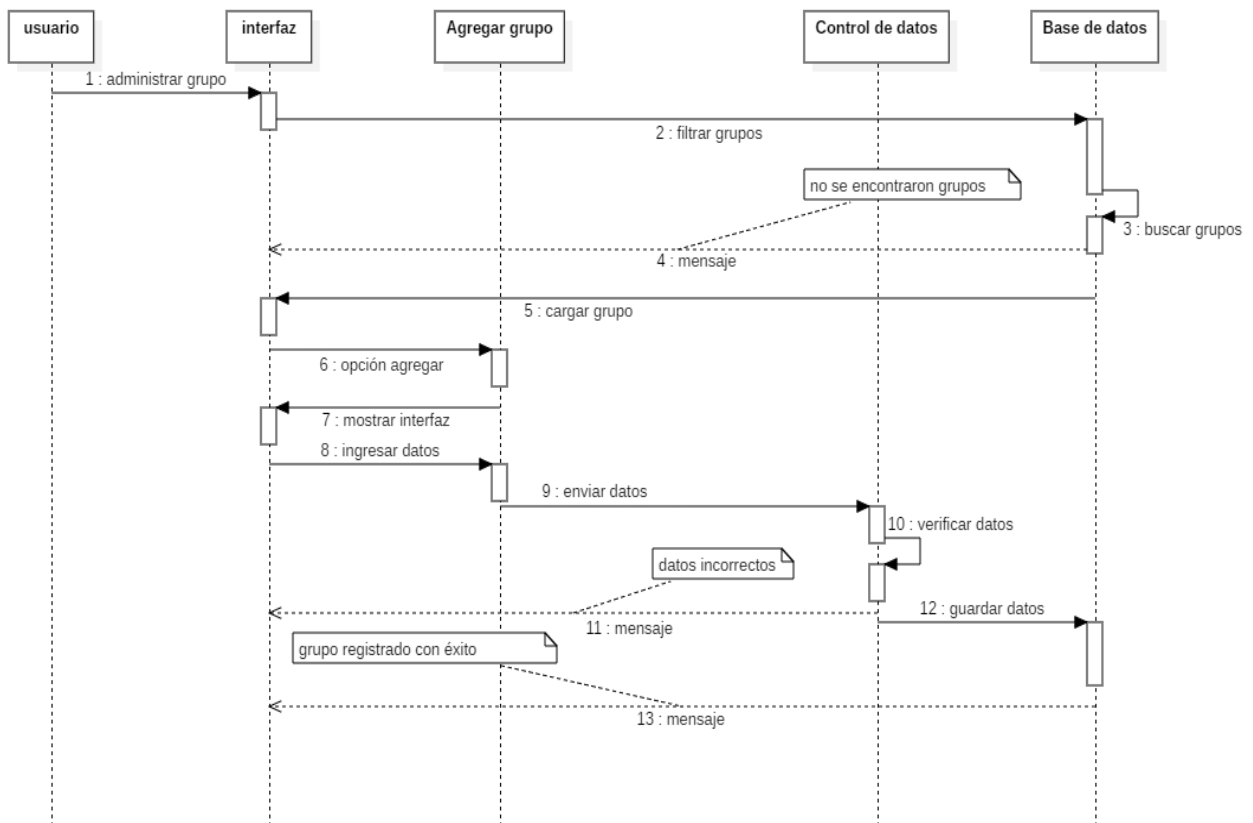 usuario
interfaz
Agregar grupo
Control de datos
Base de datos
1 : administrar grupo
2 : filtrar grupos
no se encontraron grupos
3 : buscar grupos
4 : mensaje
5 : cargar grupo
6 : opción agregar
7 : mostrar interfaz
8 : ingresar datos
9 : enviar datos
10 : verificar datos
datos incorrectos
11 : mensaje
12 : guardar datos
grupo registrado con éxito
13 : mensaje